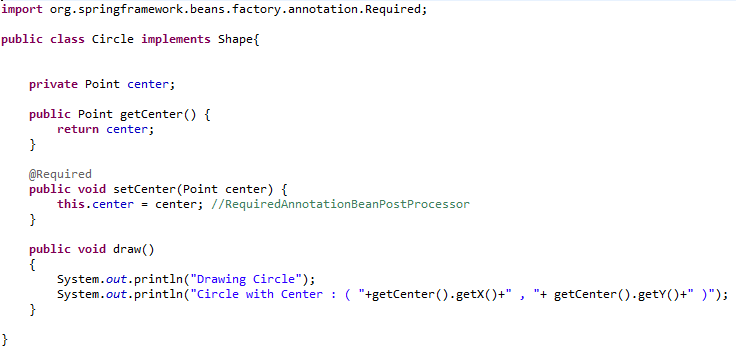 import org.springframework.beans.factory.annotation.Required;
public class Circle implements Shape{
private Point center;
public Point getCenter() {
return center;
}
@Required
public void setCenter(Point center) {
this.center = center; //RequiredAnnotationBeanPostProcessor
}
public void draw()
{
System.out.println("Drawing Circle");
System.out.println("Circle with Center : ( "+getCenter().getX()+" , "+ getCenter().getY()+" )");
}
}